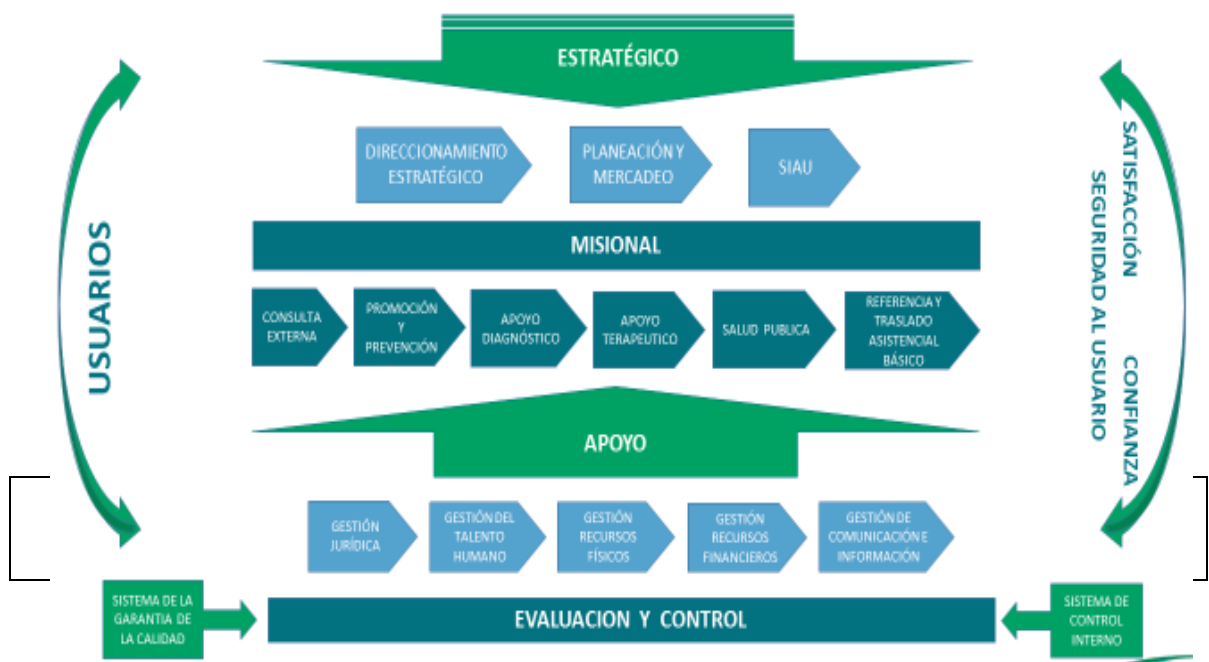 ESTRATÉGICO
DIRECCIONAMIENTO
ESTRATÉGICO
PLANEACIÓN Y
MERCADEO
SIAU
USUARIOS
SATISFACCIÓN CONFIANZA
SEGURIDAD AL USUARIO
MISIONAL
CONSULTA
EXTERNA
PROMOCIÓN
Y
PREVENCIÓN
APOYO
DIAGNÓSTICO
APOYO
TERAPEUTICO
SALUD PUBLICA
REFERENCIA Y
TRASLADO
ASISTENCIAL
BÁSICO
APOYO
GESTIÓN
JURÍDICA
GESTIÓN DEL
TALENTO
HUMANO
GESTIÓN
RECURSOS
FÍSICOS
GESTIÓN
RECURSOS
FINANCIEROS
GESTIÓN DE
COMUNICACIÓN E
INFORMACIÓN
SISTEMA DE LA
GARANTIA DE
LA CALIDAD
EVALUACION Y CONTROL
SISTEMA DE
CONTROL
INTERNO